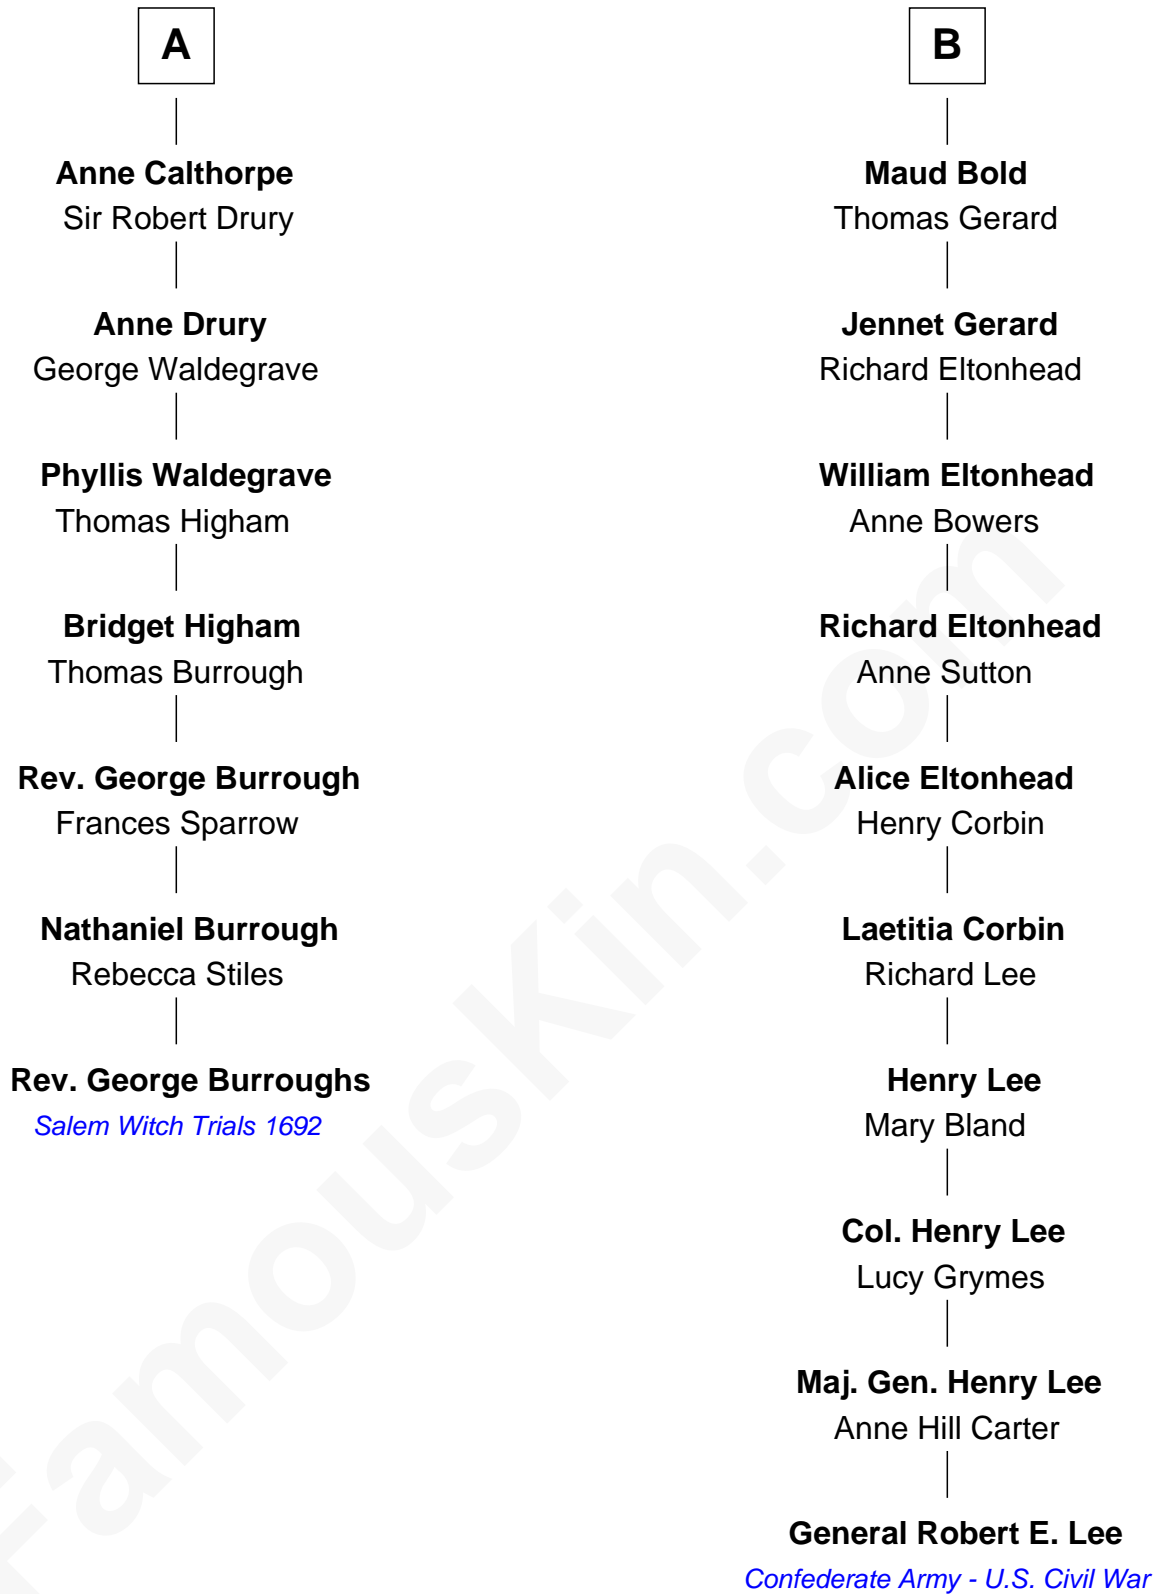 A
Anne Calthorpe
Sir Robert Drury
Anne Drury
George Waldegrave
Phyllis Waldegrave
Thomas Higham
Bridget Higham
Thomas Burrough
Rev. George Burrough
Frances Sparrow
Nathaniel Burrough
Rebecca Stiles
Rev. George Burroughs
Salem Witch Trials 1692
B
Maud Bold
Thomas Gerard
Jennet Gerard
Richard Eltonhead
William Eltonhead
Anne Bowers
Richard Eltonhead
Anne Sutton
Alice Eltonhead
Henry Corbin
Laetitia Corbin
Richard Lee
Henry Lee
Mary Bland
Col. Henry Lee
Lucy Grymes
Maj. Gen. Henry Lee
Anne Hill Carter
General Robert E. Lee
Confederate Army - U.S. Civil War
FamousKin.com